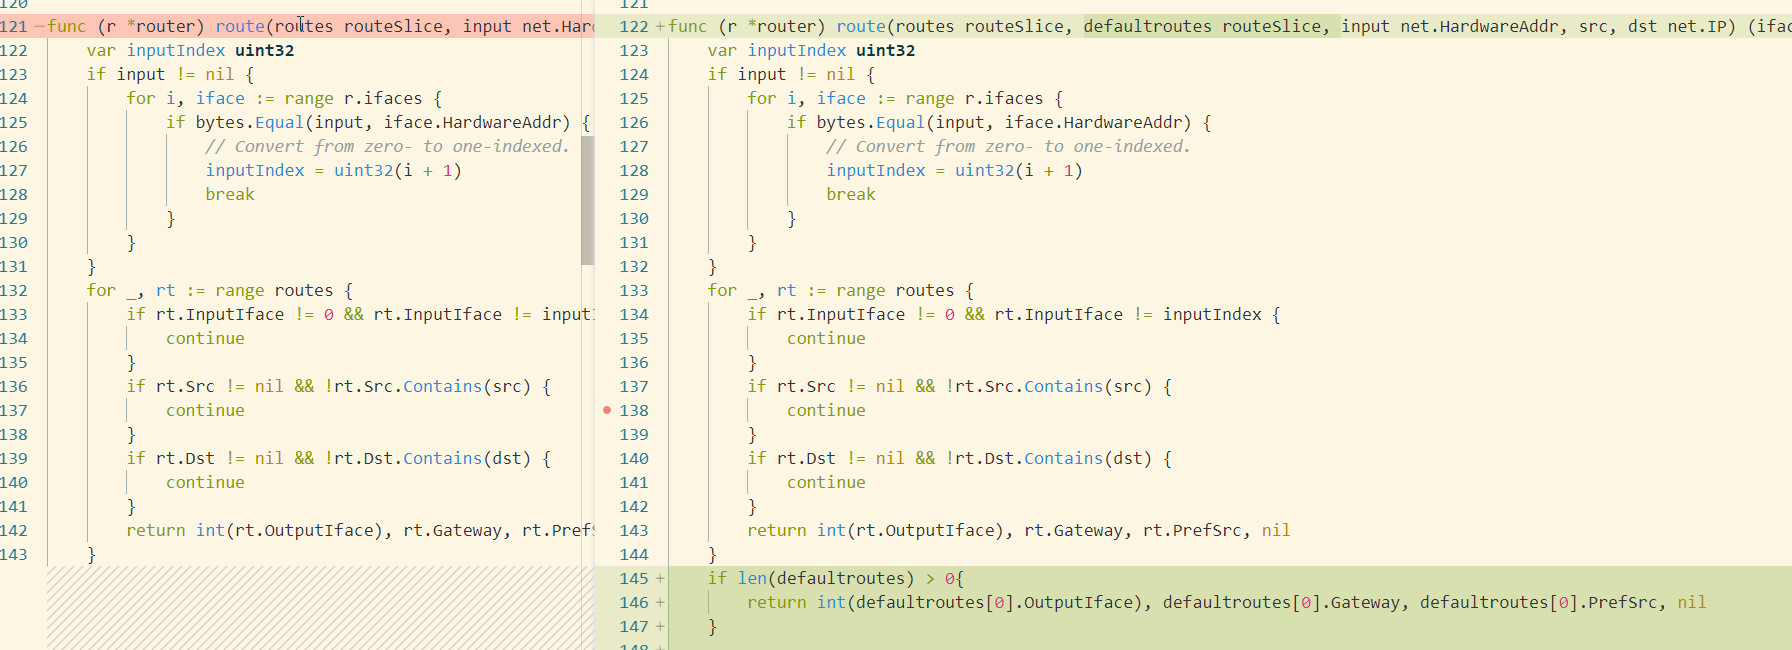 120
121 −func (r *router) route(routes routeSlice, input net.Har
122 var inputIndex uint32
123 if input != nil {
124 for i, iface := range r.ifaces {
125 if bytes.Equal(input, iface.HardwareAddr) {
126 // Convert from zero- to one-indexed.
127 inputIndex = uint32(i + 1)
128 break
129 }
130 }
131 }
132 for _, rt := range routes {
133 if rt.InputIface != 0 && rt.InputIface != inputI
134 continue
135 }
136 if rt.Src != nil && !rt.Src.Contains(src) {
137 continue
138 }
139 if rt.Dst != nil && !rt.Dst.Contains(dst) {
140 continue
141 }
142 return int(rt.OutputIface), rt.Gateway, rt.PrefS
143 }
121
122 +func (r *router) route(routes routeSlice, defaultroutes routeSlice, input net.HardwareAddr, src, dst net.IP) (ifac
123 var inputIndex uint32
124 if input != nil {
125 for i, iface := range r.ifaces {
126 if bytes.Equal(input, iface.HardwareAddr) {
127 // Convert from zero- to one-indexed.
128 inputIndex = uint32(i + 1)
129 break
130 }
131 }
132 }
133 for _, rt := range routes {
134 if rt.InputIface != 0 && rt.InputIface != inputIndex {
135 continue
136 }
137 if rt.Src != nil && !rt.Src.Contains(src) {
138 continue
139 }
140 if rt.Dst != nil && !rt.Dst.Contains(dst) {
141 continue
142 }
143 return int(rt.OutputIface), rt.Gateway, rt.PrefSrc, nil
144 }
145 + if len(defaultroutes) > 0{
146 + return int(defaultroutes[0].OutputIface), defaultroutes[0].Gateway, defaultroutes[0].PrefSrc, nil
147 + }
148 +